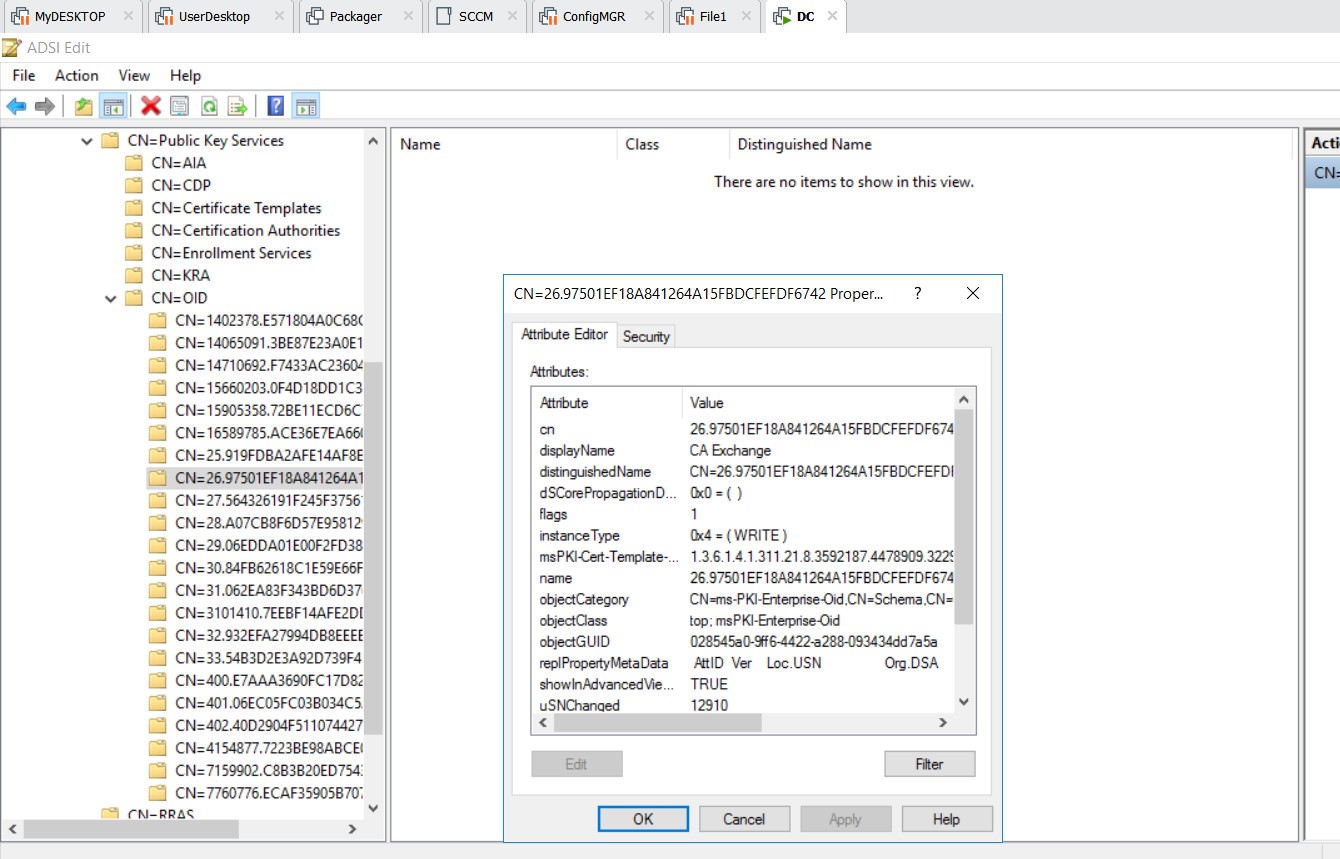 MyDESKTOP UserDesktop Packager SCCM ConfigMGR File1 DC
ADSI Edit
File Action View Help
CN=Public Key Services
CN=AIA
CN=CDP
CN=Certificate Templates
CN=Certification Authorities
CN=Enrollment Services
CN=KRA
CN=OID
CN=1402378.E571804A0C68C
CN=14065091.3BE87E23A0E1
CN=14710692.F7433AC23604
CN=15660203.0F4D18DD1C3
CN=15905358.72BE11ECD6C
CN=16589785.ACE36E7EA66
CN=25.919FDBA2AFE14AF8E
CN=26.97501EF18A841264A1
CN=27.564326191F245F3756
CN=28.A07CB8F6D57E95812
CN=29.06EDDA01E00F2FD38
CN=30.84FB62618C1E59E66F
CN=31.062EA83F343BD6D37
CN=3101410.7EEBF14AFE2D
CN=32.932EFA27994DB8EEE
CN=33.54B3D2E3A92D739F4
CN=400.E7AAA3690FC17D82
CN=401.06EC05FC03B034C5
CN=402.40D2904F511074427
CN=4154877.7223BE98ABCE
CN=7159902.C8B3B20ED754
CN=7760776.ECAF35905B707
CN=RRAS
Name Class Distinguished Name
There are no items to show in this view.
Acti
CN=
CN=26.97501EF18A841264A15FBDCFEFDF6742 Proper... ?
Attribute Editor Security
Attributes:
Attribute Value
cn 26.97501EF18A841264A15FBDCFEFDF674
displayName CA Exchange
distinguishedName CN=26.97501EF18A841264A15FBDCFEFD
dSCorePropagationD... 0x0 = ( )
flags 1
instanceType 0x4 = ( WRITE )
msPKI-Cert-Template-... 1.3.6.1.4.1.311.21.8.3592187.4478909.3229
name 26.97501EF18A841264A15FBDCFEFDF674
objectCategory CN=ms-PKI-Enterprise-Oid,CN=Schema,CN=
objectClass top; msPKI-Enterprise-Oid
objectGUID 028545a0-9ff6-4422-a288-093434dd7a5a
replPropertyMetaData AttID Ver Loc.USN Org.DSA
showInAdvancedVie... TRUE
uSNChanged 12910
Edit Filter
OK Cancel Apply Help